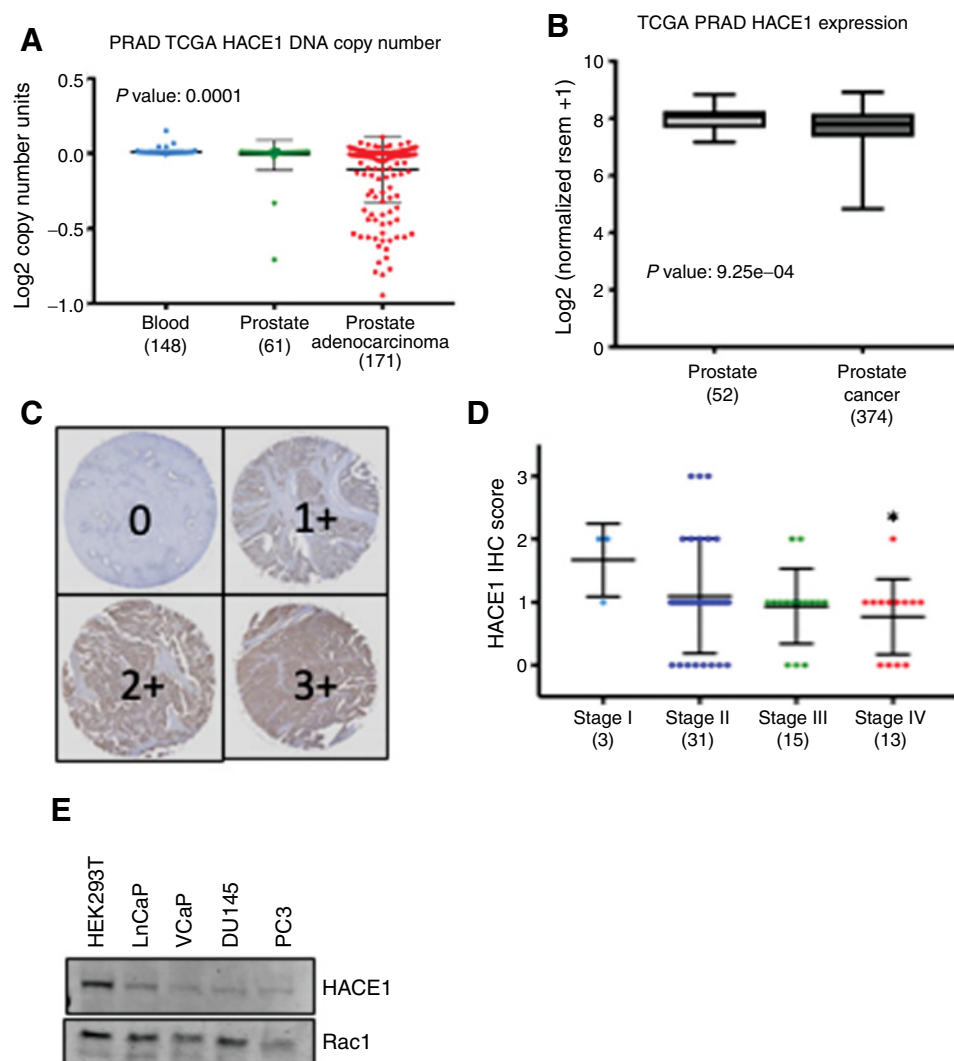 A
PRAD TCGA HACE1 DNA copy number
Log2 copy number units
0.5
0.0
−0.5
−1.0
P value: 0.0001
Blood
(148)
Prostate
(61)
Prostate
adenocarcinoma
(171)
B
TCGA PRAD HACE1 expression
Log2 (normalized rsem +1)
10
8
6
4
2
0
P value: 9.25e−04
Prostate
(52)
Prostate
cancer
(374)
C
0
1+
2+
3+
D
HACE1 IHC score
3
2
1
0
*
Stage I
(3)
Stage II
(31)
Stage III
(15)
Stage IV
(13)
E
HEK293T
LnCaP
VCaP
DU145
PC3
HACE1
Rac1